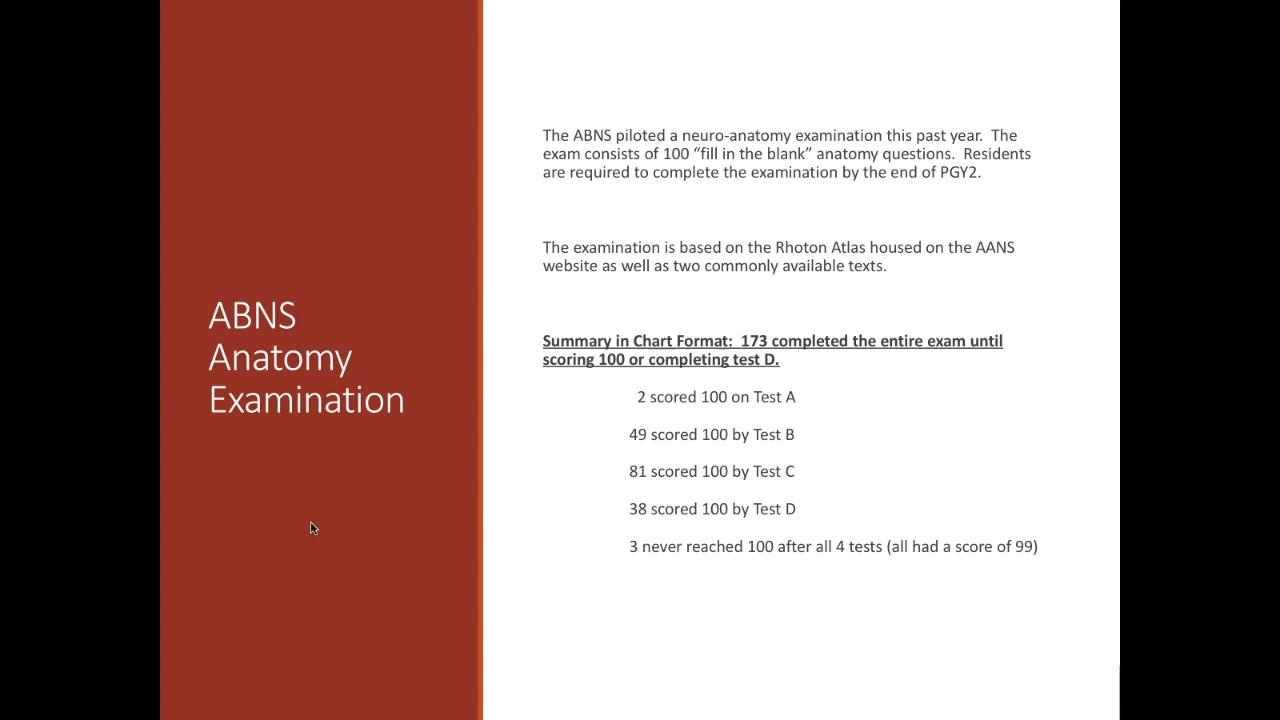 ABNS
Anatomy
Examination
The ABNS piloted a neuro-anatomy examination this past year.  The
exam consists of 100 “fill in the blank” anatomy questions.  Residents
are required to complete the examination by the end of PGY2.
The examination is based on the Rhoton Atlas housed on the AANS
website as well as two commonly available texts.
Summary in Chart Format:  173 completed the entire exam until
scoring 100 or completing test D.
2 scored 100 on Test A
49 scored 100 by Test B
81 scored 100 by Test C
38 scored 100 by Test D
3 never reached 100 after all 4 tests (all had a score of 99)